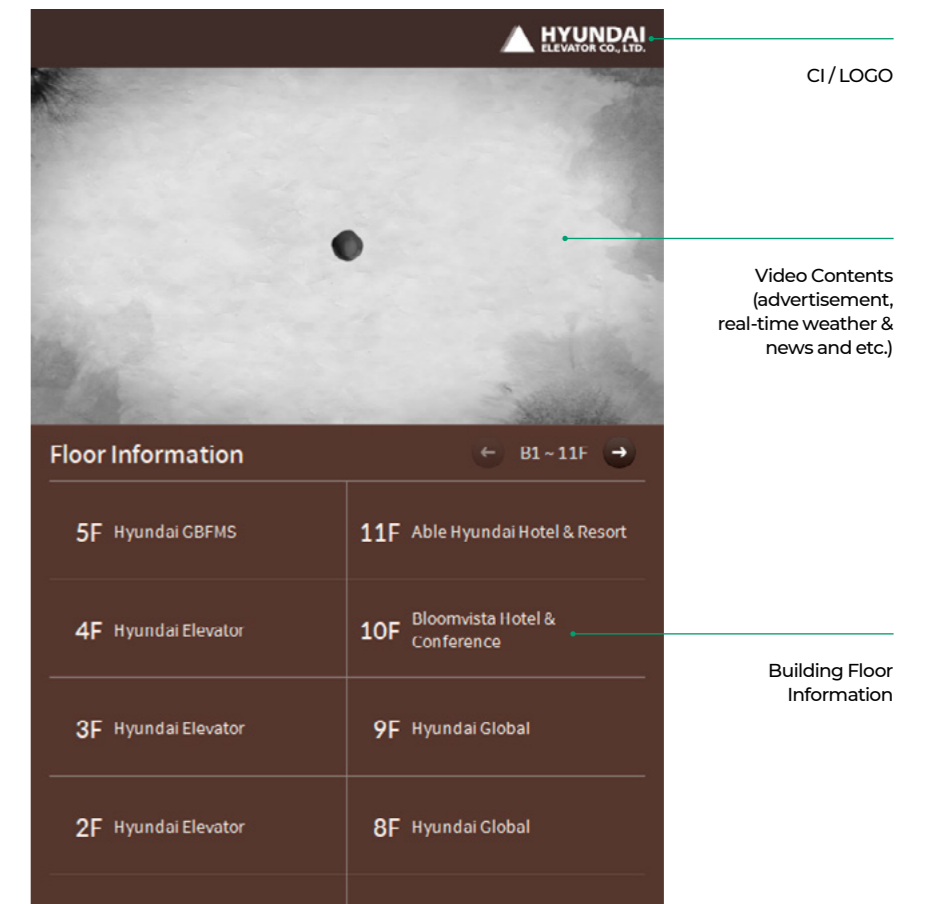 HYUNDAI
ELEVATOR CO., LTD.
CI / LOGO
Video Contents
(advertisement,
real-time weather &
news and etc.)
Floor Information
← B1 ~ 11F →
5F Hyundai GBFMS
11F Able Hyundai Hotel & Resort
4F Hyundai Elevator
10F Bloomvista Hotel &
Conference
Building Floor
Information
3F Hyundai Elevator
9F Hyundai Global
2F Hyundai Elevator
8F Hyundai Global